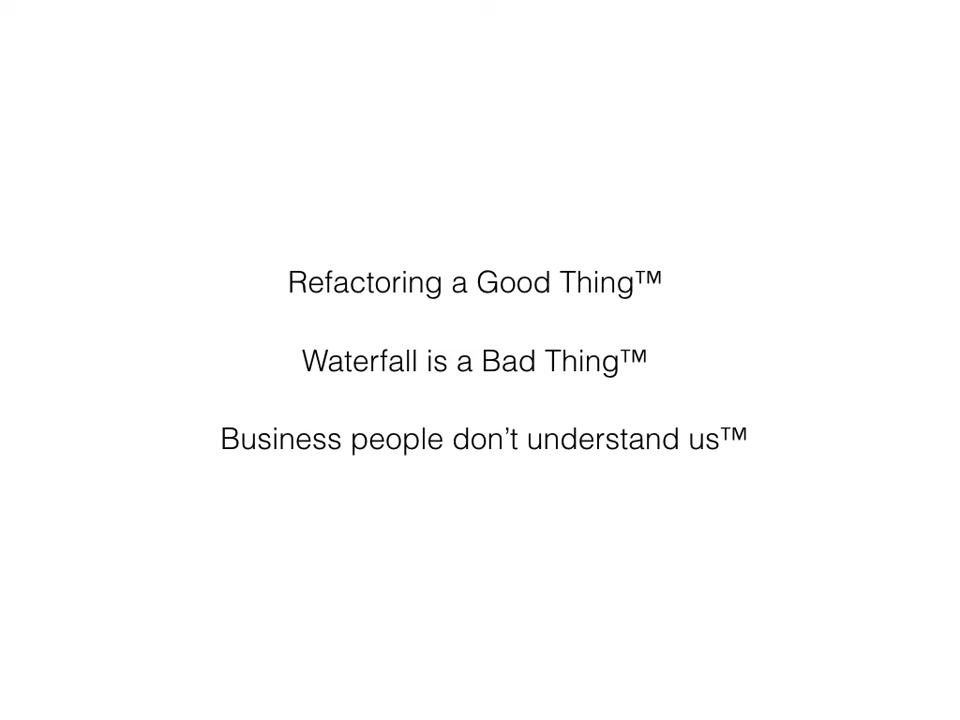 Refactoring a Good Thing™
Waterfall is a Bad Thing™
Business people don’t understand us™